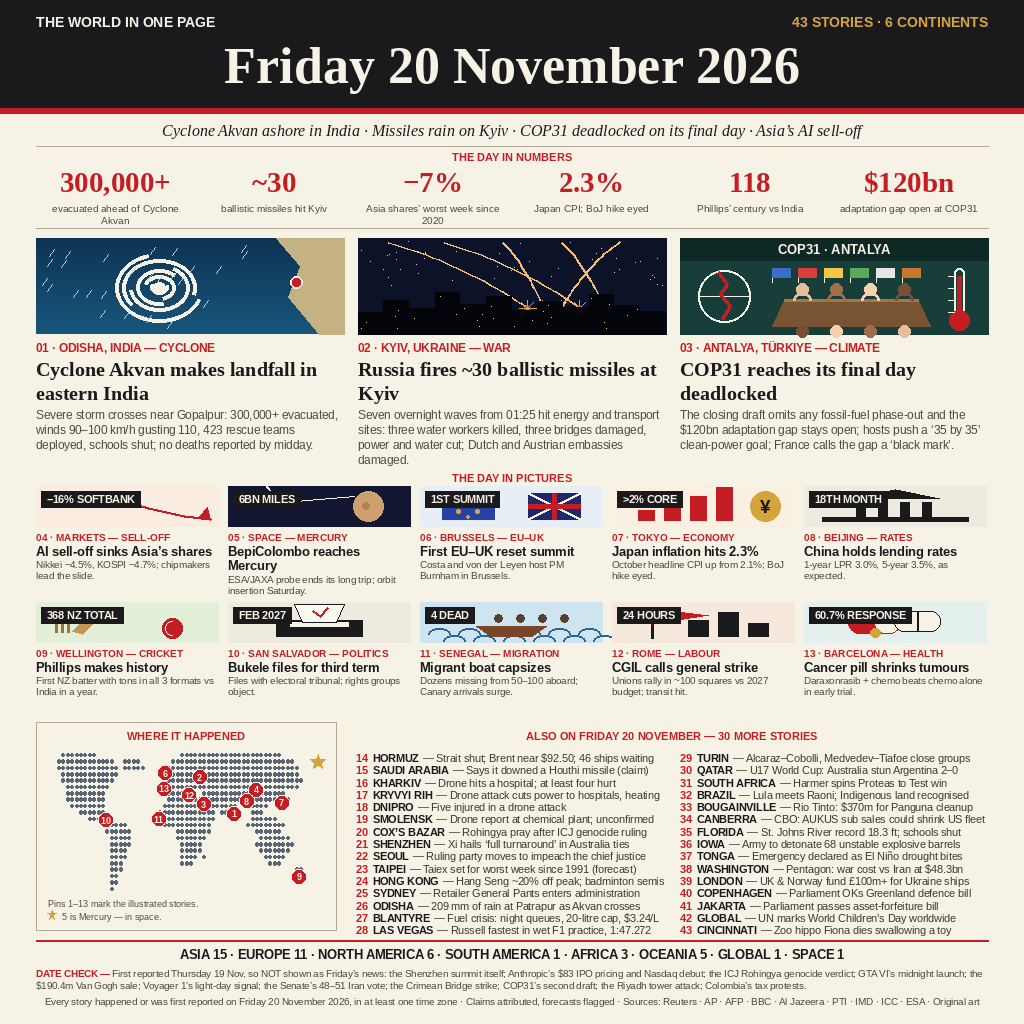 THE WORLD IN ONE PAGE
43 STORIES · 6 CONTINENTS
Friday 20 November 2026
Cyclone Akvan ashore in India · Missiles rain on Kyiv · COP31 deadlocked on its final day · Asia's AI sell-off
THE DAY IN NUMBERS
300,000+
evacuated ahead of Cyclone
Akvan
~30
ballistic missiles hit Kyiv
−7%
Asia shares' worst week since
2020
2.3%
Japan CPI; BoJ hike eyed
118
Phillips' century vs India
$120bn
adaptation gap open at COP31
COP31 · ANTALYA
01 · ODISHA, INDIA — CYCLONE
Cyclone Akvan makes landfall in
eastern India
Severe storm crosses near Gopalpur: 300,000+ evacuated,
winds 90–100 km/h gusting 110, 423 rescue teams
deployed, schools shut; no deaths reported by midday.
02 · KYIV, UKRAINE — WAR
Russia fires ~30 ballistic missiles at
Kyiv
Seven overnight waves from 01:25 hit energy and transport
sites: three water workers killed, three bridges damaged,
power and water cut; Dutch and Austrian embassies
damaged.
03 · ANTALYA, TÜRKIYE — CLIMATE
COP31 reaches its final day
deadlocked
The closing draft omits any fossil-fuel phase-out and the
$120bn adaptation gap stays open; hosts push a '35 by 35'
clean-power goal; France calls the gap a 'black mark'.
THE DAY IN PICTURES
−16% SOFTBANK
04 · MARKETS — SELL-OFF
AI sell-off sinks Asia's shares
Nikkei −4.5%, KOSPI −4.7%; chipmakers
lead the slide.
6BN MILES
05 · SPACE — MERCURY
BepiColombo reaches
Mercury
ESA/JAXA probe ends its long trip; orbit
insertion Saturday.
1ST SUMMIT
06 · BRUSSELS — EU–UK
First EU–UK reset summit
Costa and von der Leyen host PM
Burnham in Brussels.
>2% CORE
¥
07 · TOKYO — ECONOMY
Japan inflation hits 2.3%
October headline CPI up from 2.1%; BoJ
hike eyed.
18TH MONTH
08 · BEIJING — RATES
China holds lending rates
1-year LPR 3.0%, 5-year 3.5%, as
expected.
368 NZ TOTAL
09 · WELLINGTON — CRICKET
Phillips makes history
First NZ batter with tons in all 3 formats vs
India in a year.
FEB 2027
10 · SAN SALVADOR — POLITICS
Bukele files for third term
Files with electoral tribunal; rights groups
object.
4 DEAD
11 · SENEGAL — MIGRATION
Migrant boat capsizes
Dozens missing from 50–100 aboard;
Canary arrivals surge.
24 HOURS
12 · ROME — LABOUR
CGIL calls general strike
Unions rally in ~100 squares vs 2027
budget; transit hit.
60.7% RESPONSE
13 · BARCELONA — HEALTH
Cancer pill shrinks tumours
Daraxonrasib + chemo beats chemo alone
in early trial.
WHERE IT HAPPENED
6
2
13
12
3
4
8
7
1
10
11
9
Pins 1–13 mark the illustrated stories.
5 is Mercury — in space.
ALSO ON FRIDAY 20 NOVEMBER — 30 MORE STORIES
14 HORMUZ — Strait shut; Brent near $92.50; 46 ships waiting
15 SAUDI ARABIA — Says it downed a Houthi missile (claim)
16 KHARKIV — Drone hits a hospital; at least four hurt
17 KRYVYI RIH — Drone attack cuts power to hospitals, heating
18 DNIPRO — Five injured in a drone attack
19 SMOLENSK — Drone report at chemical plant; unconfirmed
20 COX'S BAZAR — Rohingya pray after ICJ genocide ruling
21 SHENZHEN — Xi hails 'full turnaround' in Australia ties
22 SEOUL — Ruling party moves to impeach the chief justice
23 TAIPEI — Taiex set for worst week since 1991 (forecast)
24 HONG KONG — Hang Seng ~20% off peak; badminton semis
25 SYDNEY — Retailer General Pants enters administration
26 ODISHA — 209 mm of rain at Patrapur as Akvan crosses
27 BLANTYRE — Fuel crisis: night queues, 20-litre cap, $3.24/L
28 LAS VEGAS — Russell fastest in wet F1 practice, 1:47.272
29 TURIN — Alcaraz–Cobolli, Medvedev–Tiafoe close groups
30 QATAR — U17 World Cup: Australia stun Argentina 2–0
31 SOUTH AFRICA — Harmer spins Proteas to Test win
32 BRAZIL — Lula meets Raoni; Indigenous land recognised
33 BOUGAINVILLE — Rio Tinto: $370m for Panguna cleanup
34 CANBERRA — CBO: AUKUS sub sales could shrink US fleet
35 FLORIDA — St. Johns River record 18.3 ft; schools shut
36 IOWA — Army to detonate 68 unstable explosive barrels
37 TONGA — Emergency declared as El Niño drought bites
38 WASHINGTON — Pentagon: war cost vs Iran at $48.3bn
39 LONDON — UK & Norway fund £100m+ for Ukraine ships
40 COPENHAGEN — Parliament OKs Greenland defence bill
41 JAKARTA — Parliament passes asset-forfeiture bill
42 GLOBAL — UN marks World Children's Day worldwide
43 CINCINNATI — Zoo hippo Fiona dies swallowing a toy
ASIA 15 · EUROPE 11 · NORTH AMERICA 6 · SOUTH AMERICA 1 · AFRICA 3 · OCEANIA 5 · GLOBAL 1 · SPACE 1
DATE CHECK — First reported Thursday 19 Nov, so NOT shown as Friday's news: the Shenzhen summit itself; Anthropic's $83 IPO pricing and Nasdaq debut; the ICJ Rohingya genocide verdict; GTA VI's midnight launch; the
$190.4m Van Gogh sale; Voyager 1's light-day signal; the Senate's 48–51 Iran vote; the Crimean Bridge strike; COP31's second draft; the Riyadh tower attack; Colombia's tax protests.
Every story happened or was first reported on Friday 20 November 2026, in at least one time zone · Claims attributed, forecasts flagged · Sources: Reuters · AP · AFP · BBC · Al Jazeera · PTI · IMD · ICC · ESA · Original art